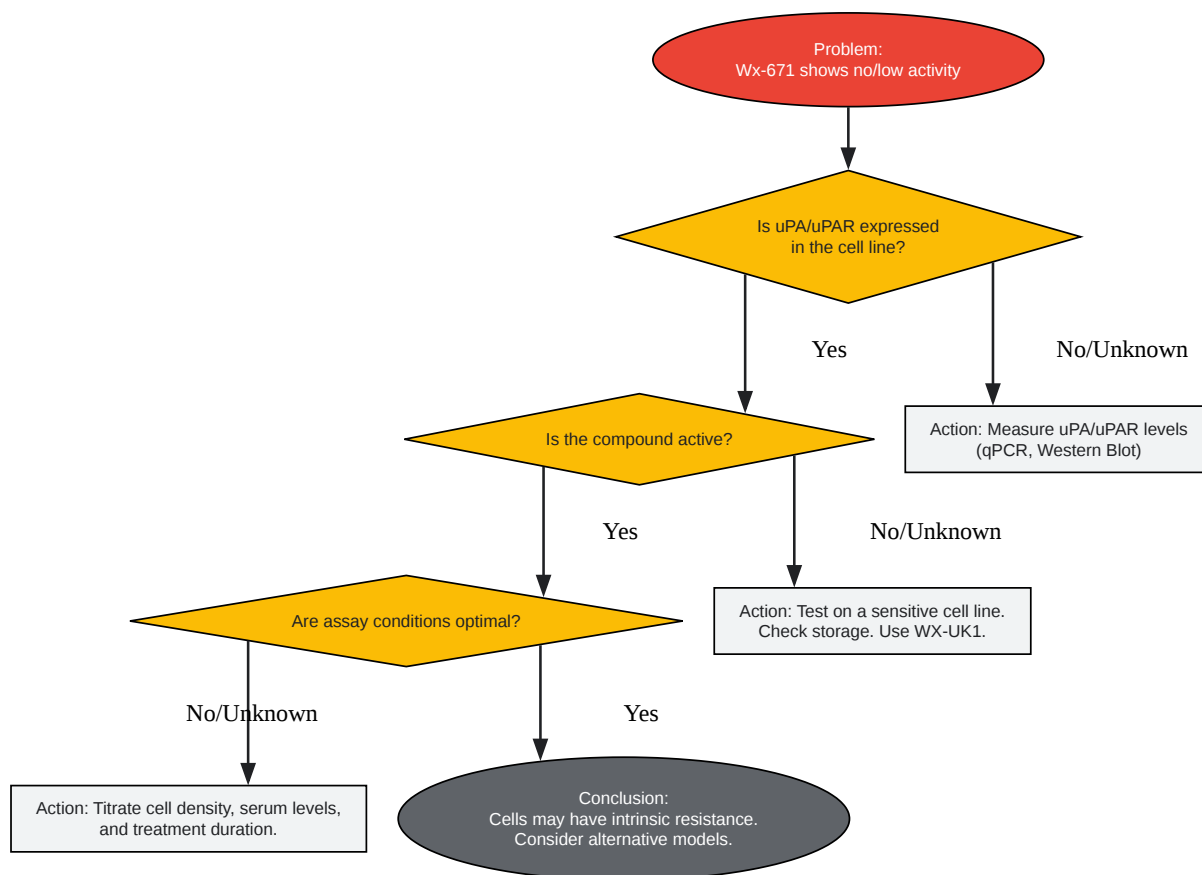 Problem:
Wx-671 shows no/low activity
Is uPA/uPAR expressed
in the cell line?
Yes
No/Unknown
Is the compound active?
Action: Measure uPA/uPAR levels
(qPCR, Western Blot)
Yes
No/Unknown
Are assay conditions optimal?
Action: Test on a sensitive cell line.
Check storage. Use WX-UK1.
No/Unknown
Yes
Action: Titrate cell density, serum levels,
and treatment duration.
Conclusion:
Cells may have intrinsic resistance.
Consider alternative models.